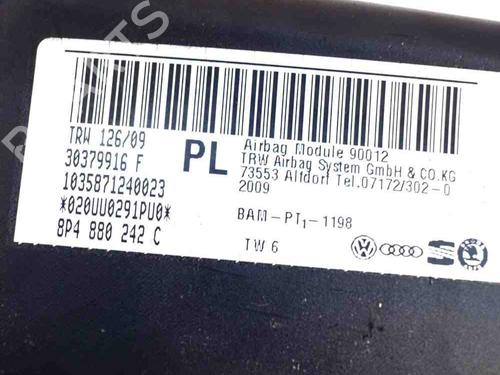 TRW 126/09
30379916 F
1035871240023
*020UU0291PU0*
8P4 880 242 C
PL
Airbag Module 90012
TRW Airbag System GmbH & CO.KG
73553 Alfdorf Tel.07172/302-0
2009
BAM-PT1-1198
TW 6